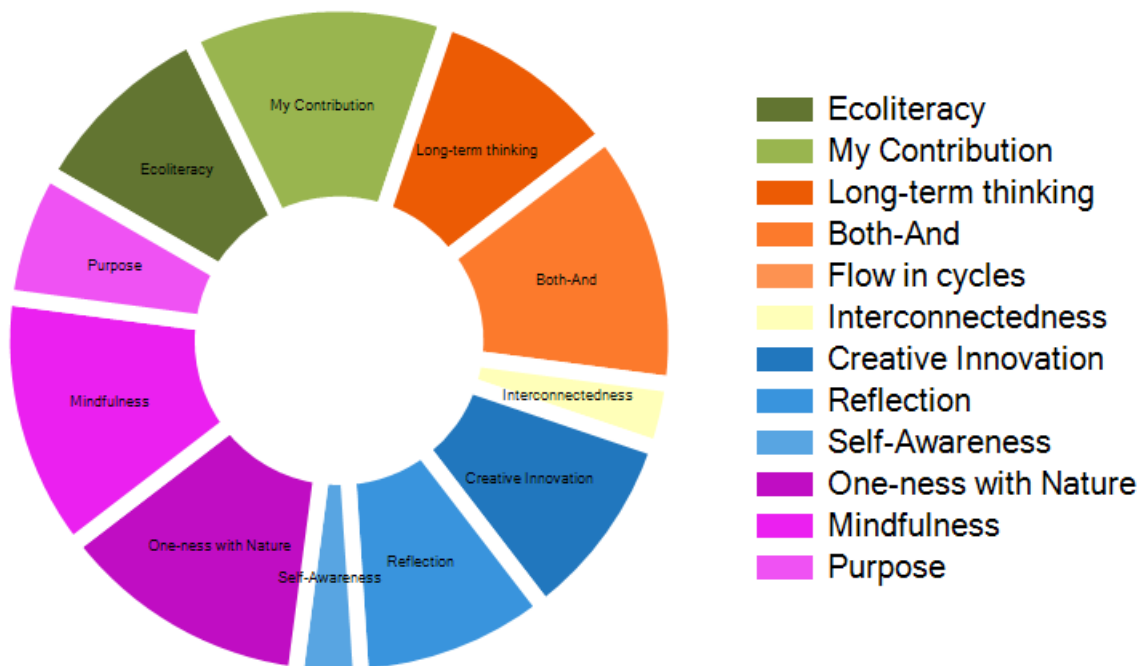 My Contribution
Long-term thinking
Ecoliteracy
Purpose
Both-And
Mindfulness
Interconnectedness
Creative Innovation
One-ness with Nature
Reflection
Self-Awareness
Ecoliteracy
My Contribution
Long-term thinking
Both-And
Flow in cycles
Interconnectedness
Creative Innovation
Reflection
Self-Awareness
One-ness with Nature
Mindfulness
Purpose